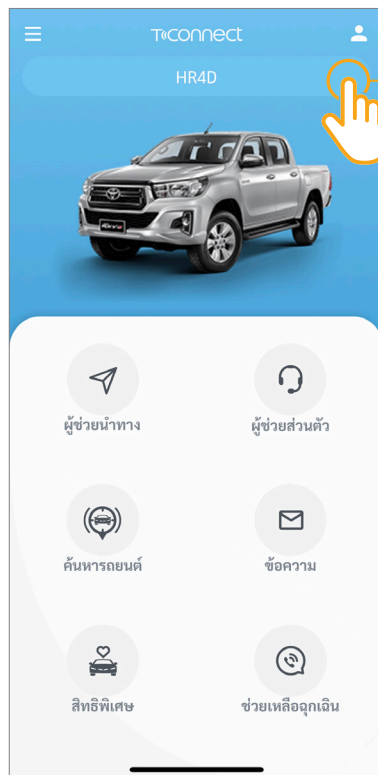 T CONNECT
HR4D
ผู้ช่วยนำทาง
ผู้ช่วยส่วนตัว
ค้นหารถยนต์
ข้อความ
สิทธิพิเศษ
ช่วยเหลือฉุกเฉิน